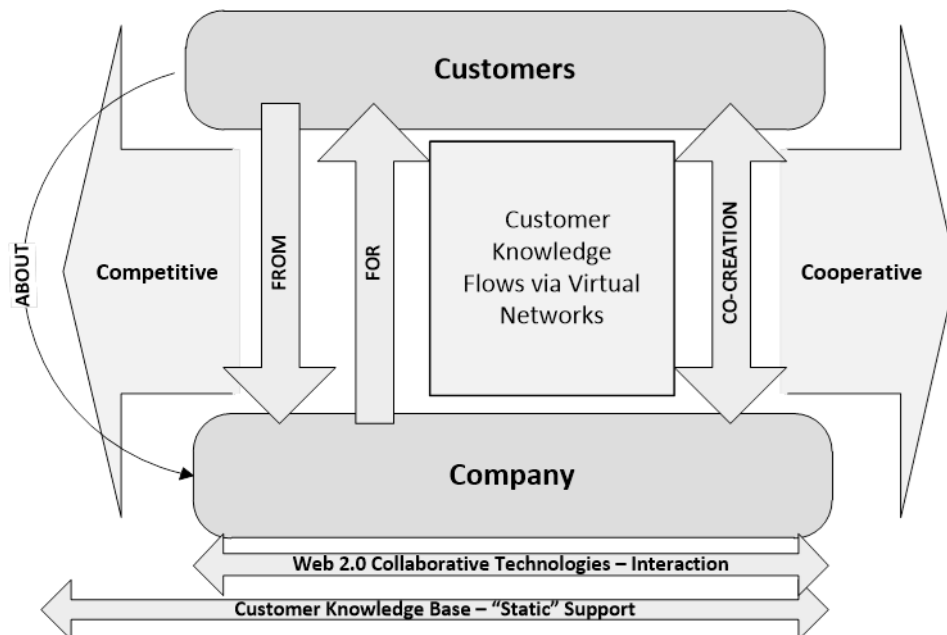 Customers
ABOUT
Competitive
FROM
FOR
Customer
Knowledge
Flows via Virtual
Networks
CO-CREATION
Cooperative
Company
Web 2.0 Collaborative Technologies – Interaction
Customer Knowledge Base – “Static” Support